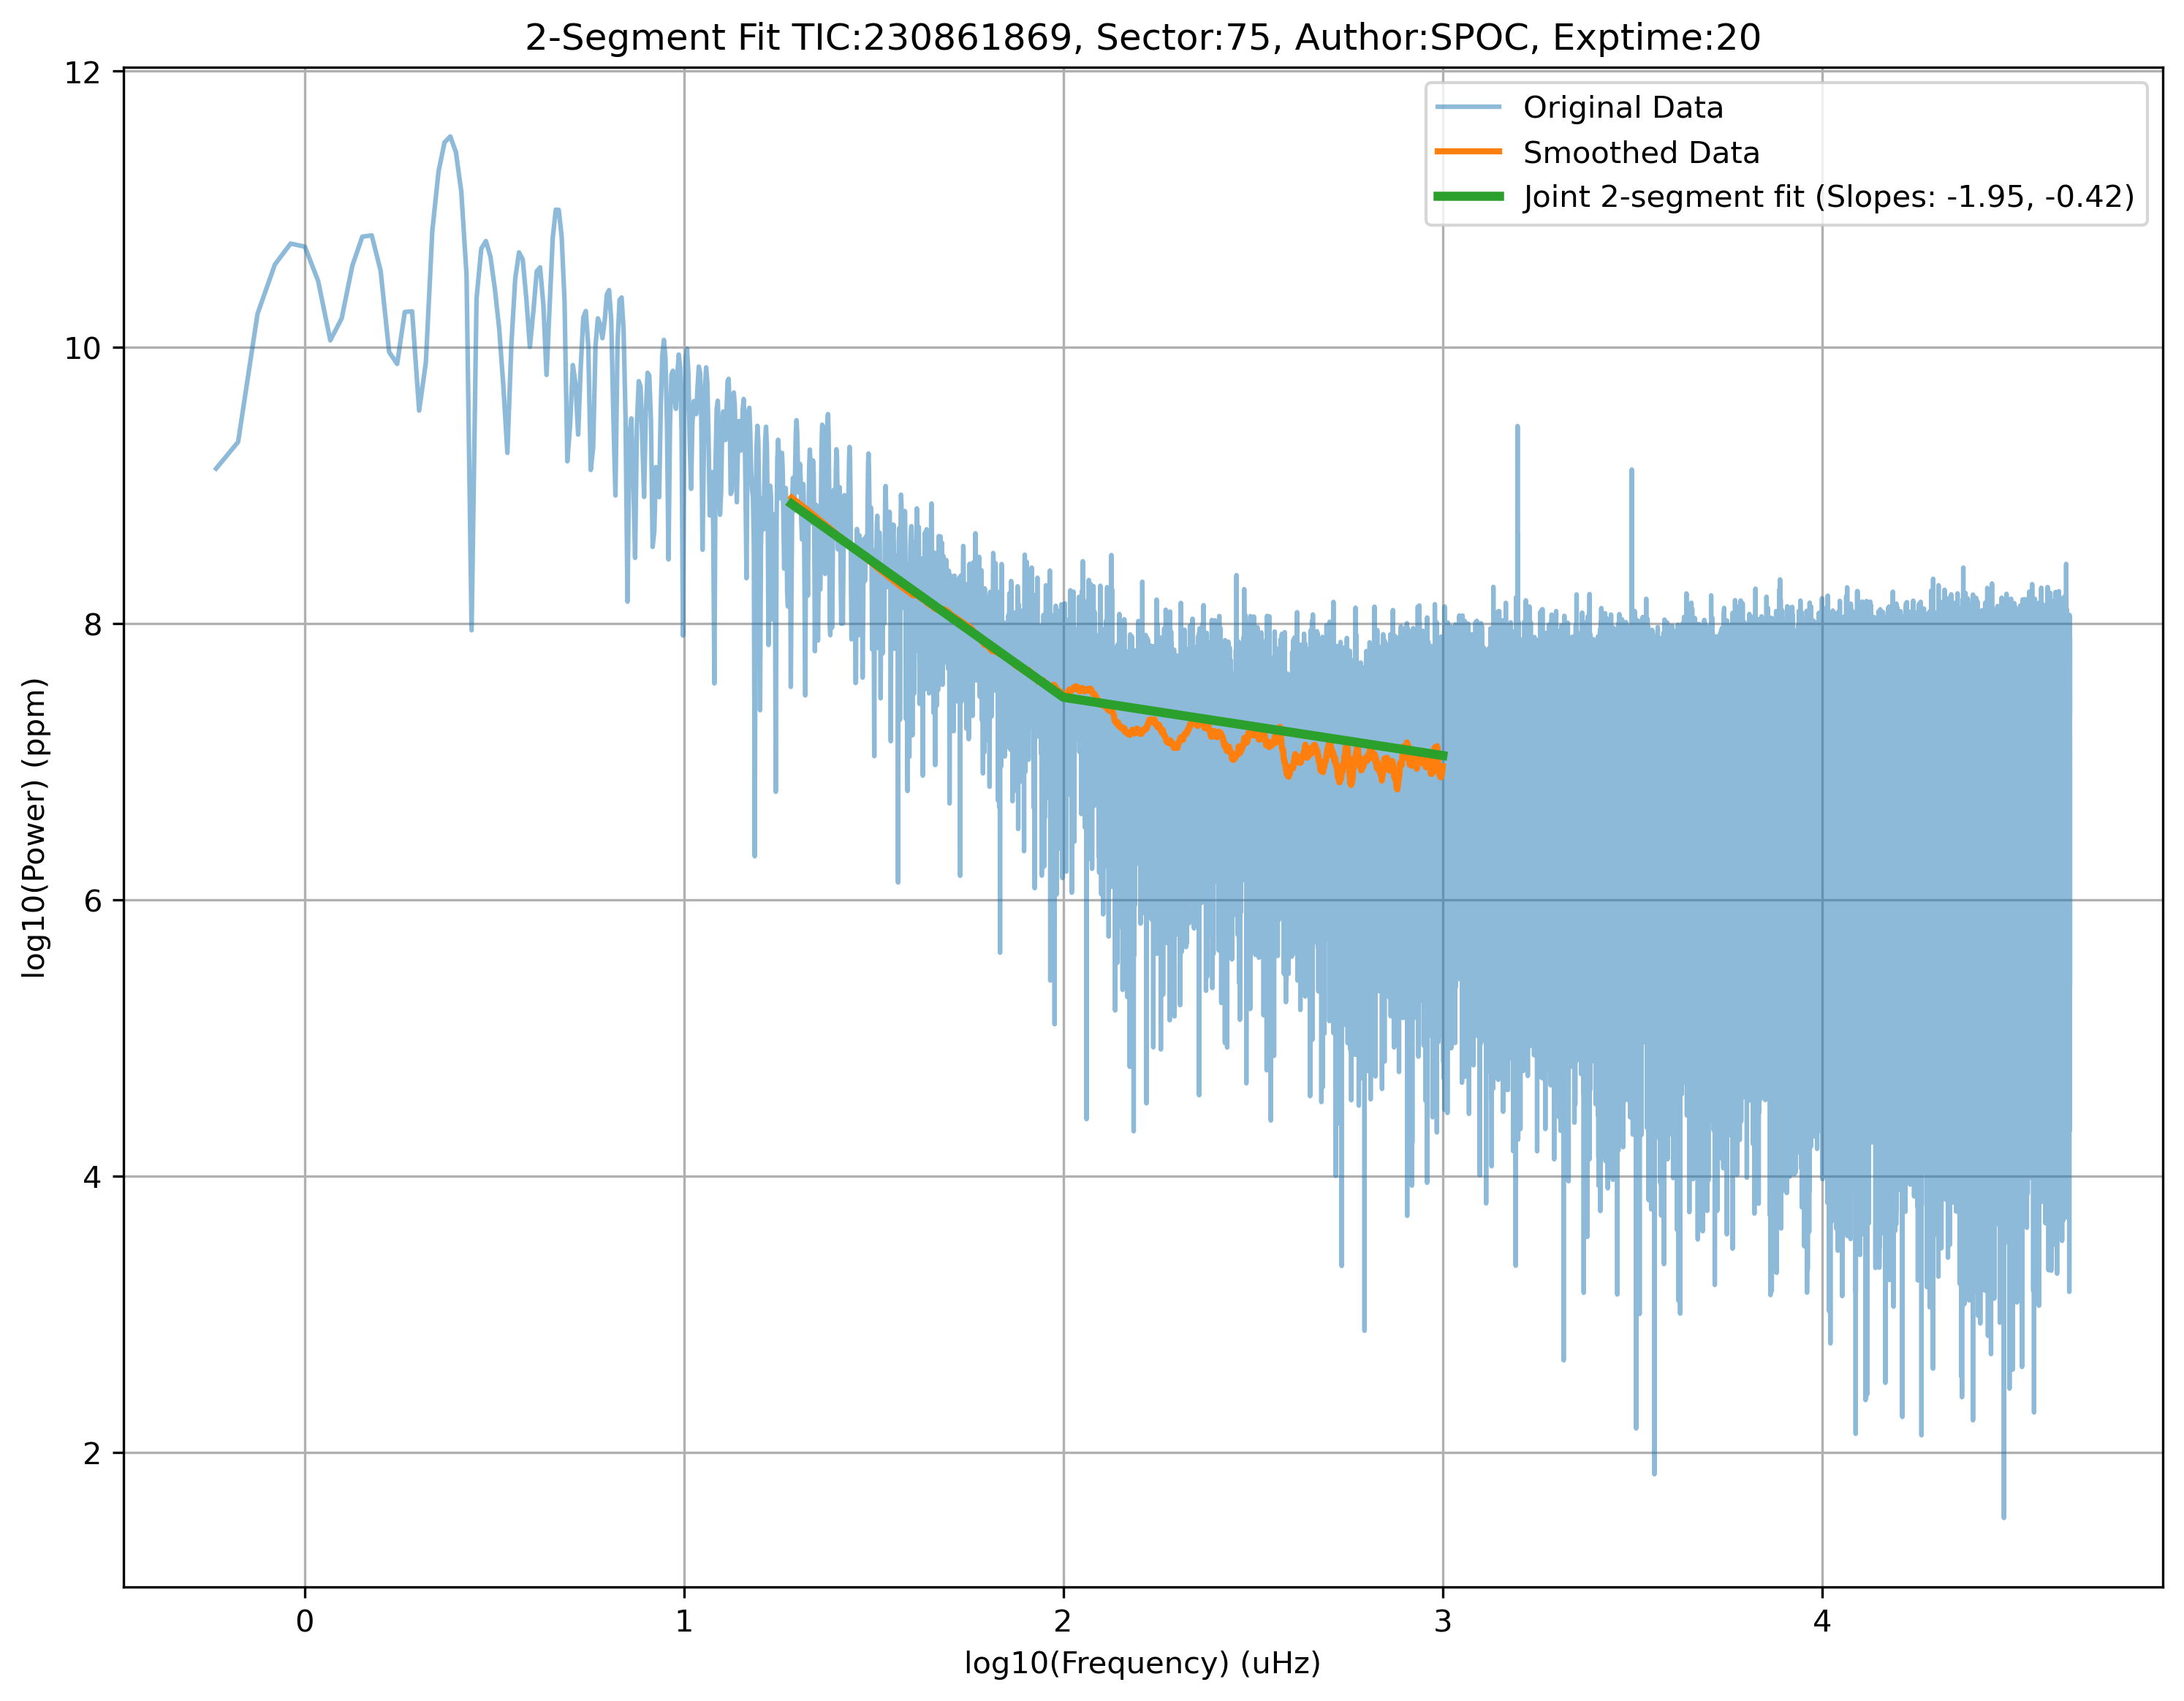 2-Segment Fit TIC:230861869, Sector:75, Author:SPOC, Exptime:20
Original Data
Smoothed Data
Joint 2-segment fit (Slopes: -1.95, -0.42)
log10(Power) (ppm)
12
10
8
6
4
2
0 1 2 3 4
log10(Frequency) (uHz)